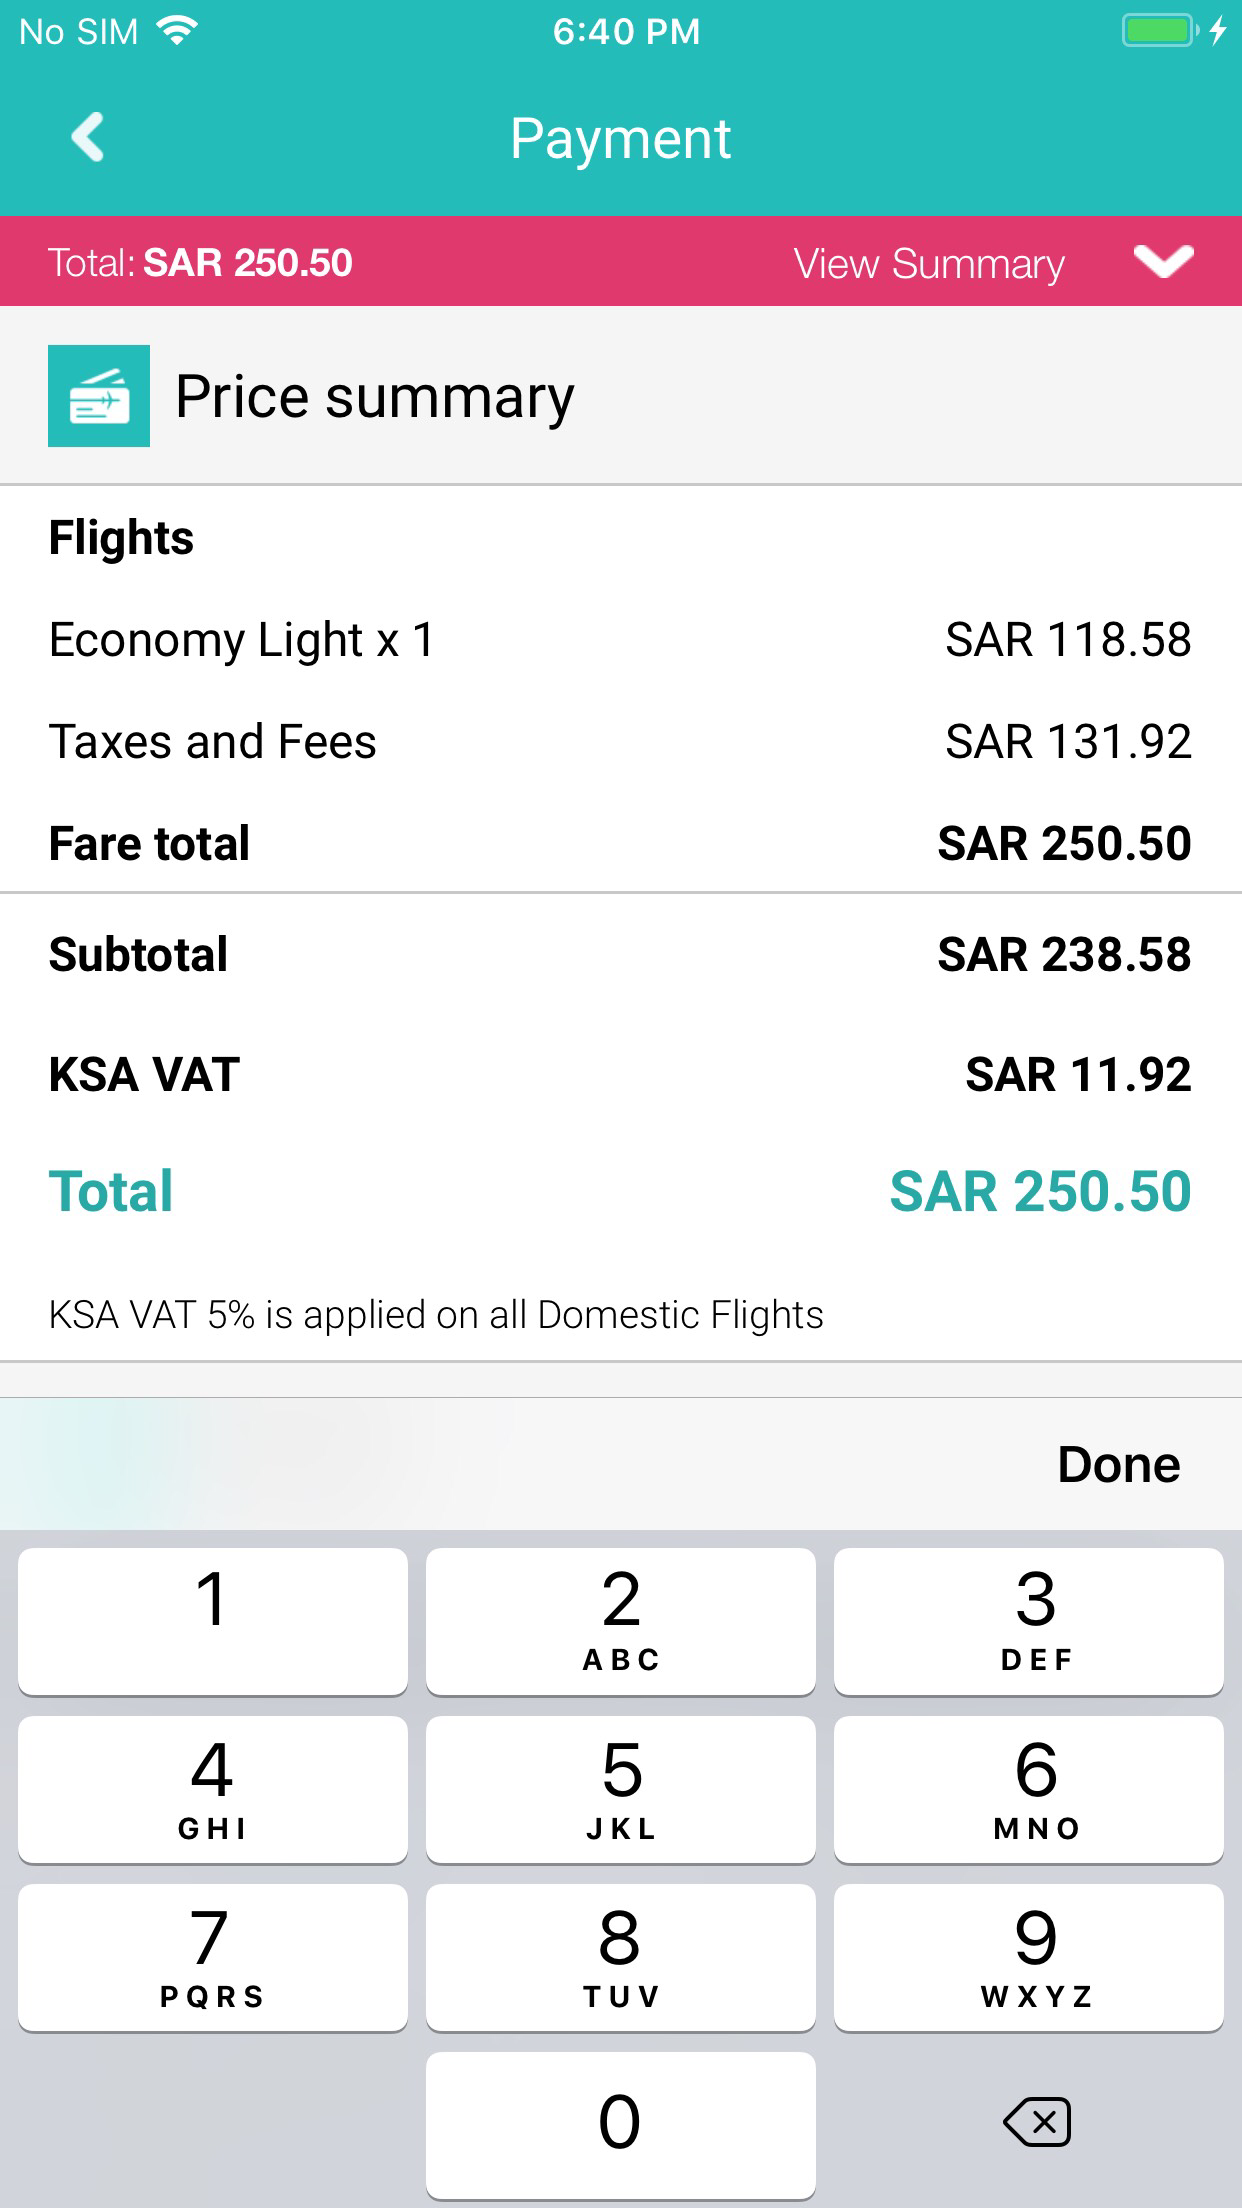 No SIM 6:40 PM
Payment
Total: SAR 250.50 View Summary
Price summary
Flights
Economy Light x 1 SAR 118.58
Taxes and Fees SAR 131.92
Fare total SAR 250.50
Subtotal SAR 238.58
KSA VAT SAR 11.92
Total SAR 250.50
KSA VAT 5% is applied on all Domestic Flights
Done
1 2 3
ABC DEF
4 5 6
GHI JKL MNO
7 8 9
PQRS TUV WXYZ
0